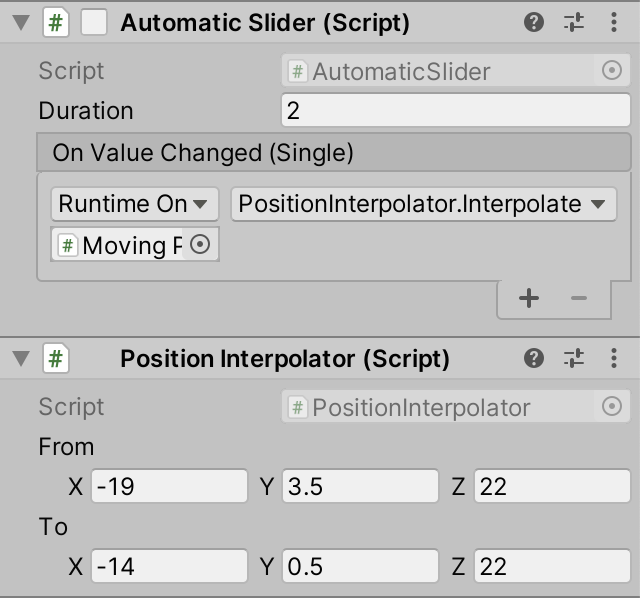 # Automatic Slider (Script)
Script # AutomaticSlider
Duration 2
On Value Changed (Single)
Runtime On PositionInterpolator.Interpolate
# Moving P
+ −
# Position Interpolator (Script)
Script # PositionInterpolator
From
X -19 Y 3.5 Z 22
To
X -14 Y 0.5 Z 22